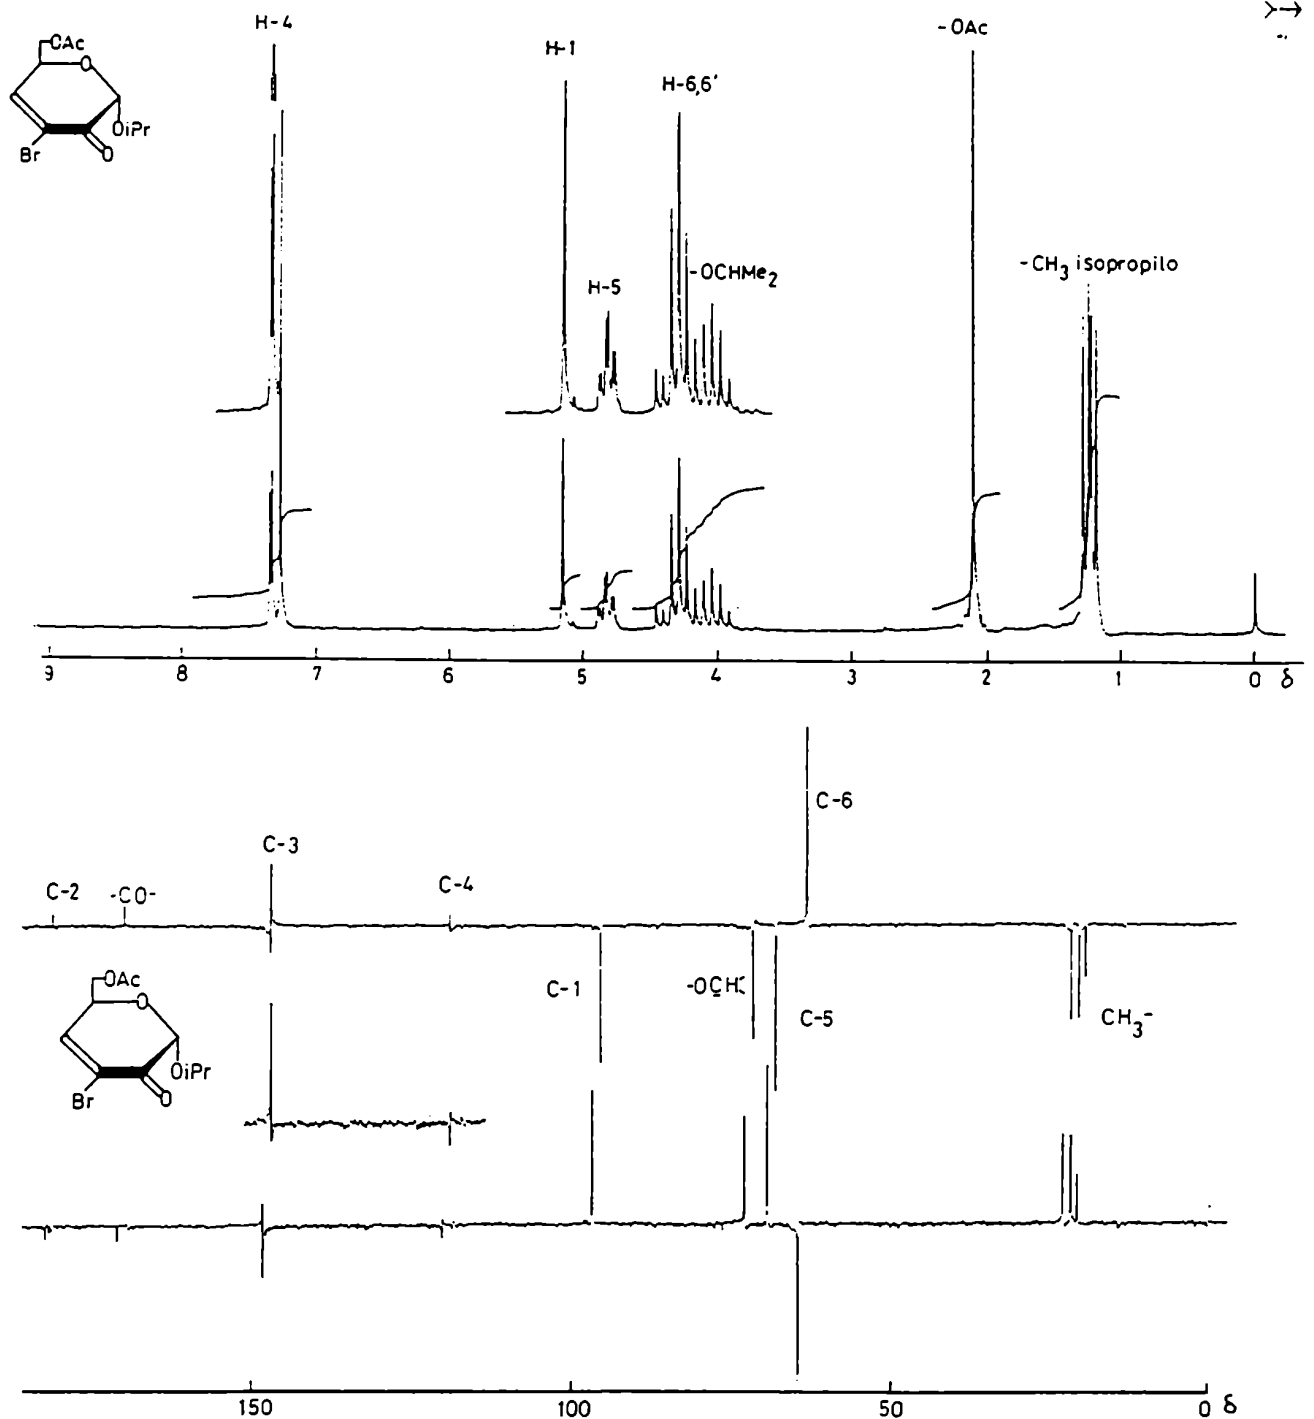 H-4
OAc
O
OiPr
Br
O
H-1
H-6,6'
-OAc
H-5
-OCHMe2
-CH3 isopropilo
9 8 7 6 5 4 3 2 1 0 δ
C-2
-CO-
C-3
C-4
C-6
C-1
-OCH<
C-5
CH3-
OAc
O
OiPr
Br
O
150 100 50 0 δ